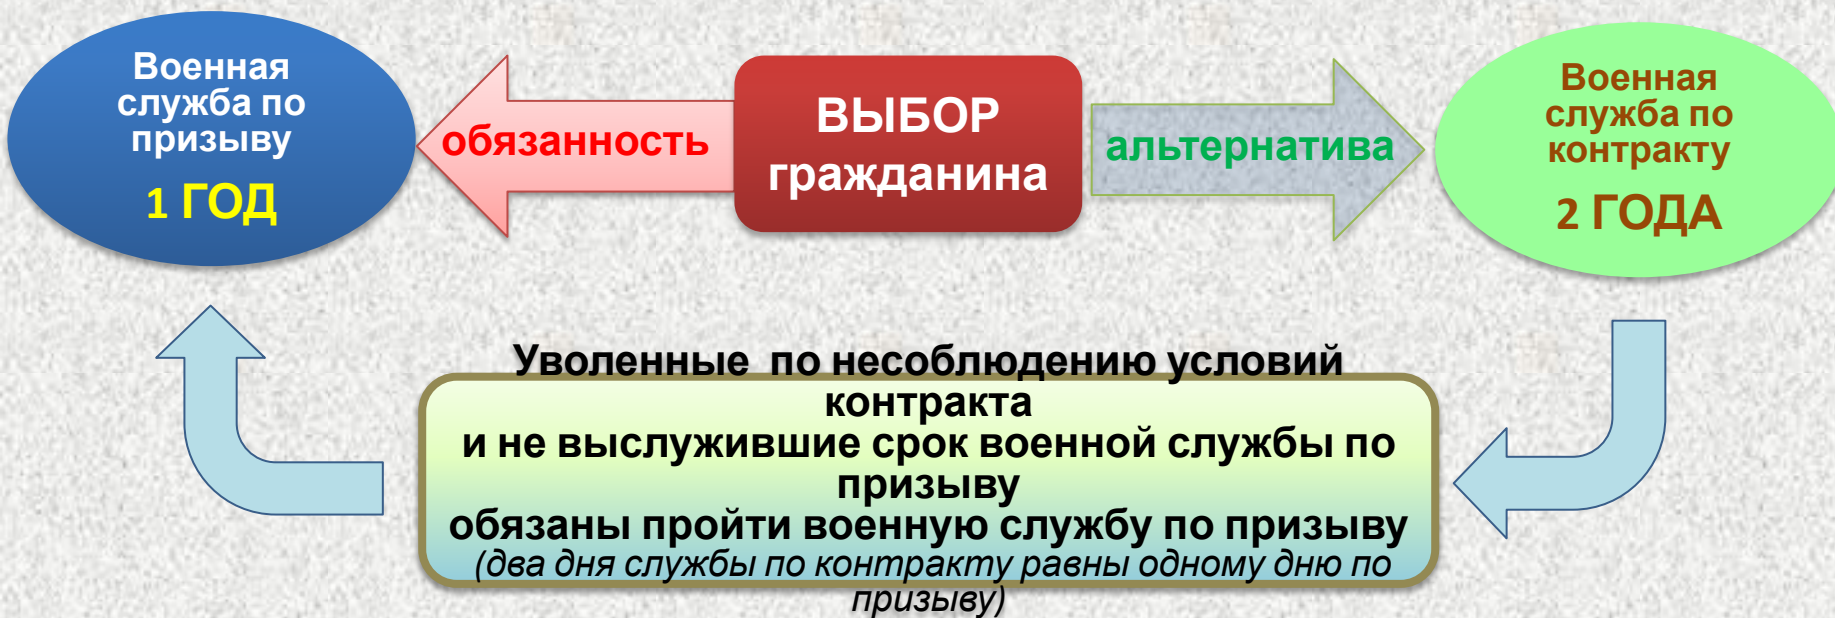 Военная
служба по
призыву
1 ГОД
обязанность
ВЫБОР
гражданина
альтернатива
Военная
служба по
контракту
2 ГОДА
Уволенные по несоблюдению условий
контракта
и не выслужившие срок военной службы по
призыву
обязаны пройти военную службу по призыву
(два дня службы по контракту равны одному дню по
призыву)